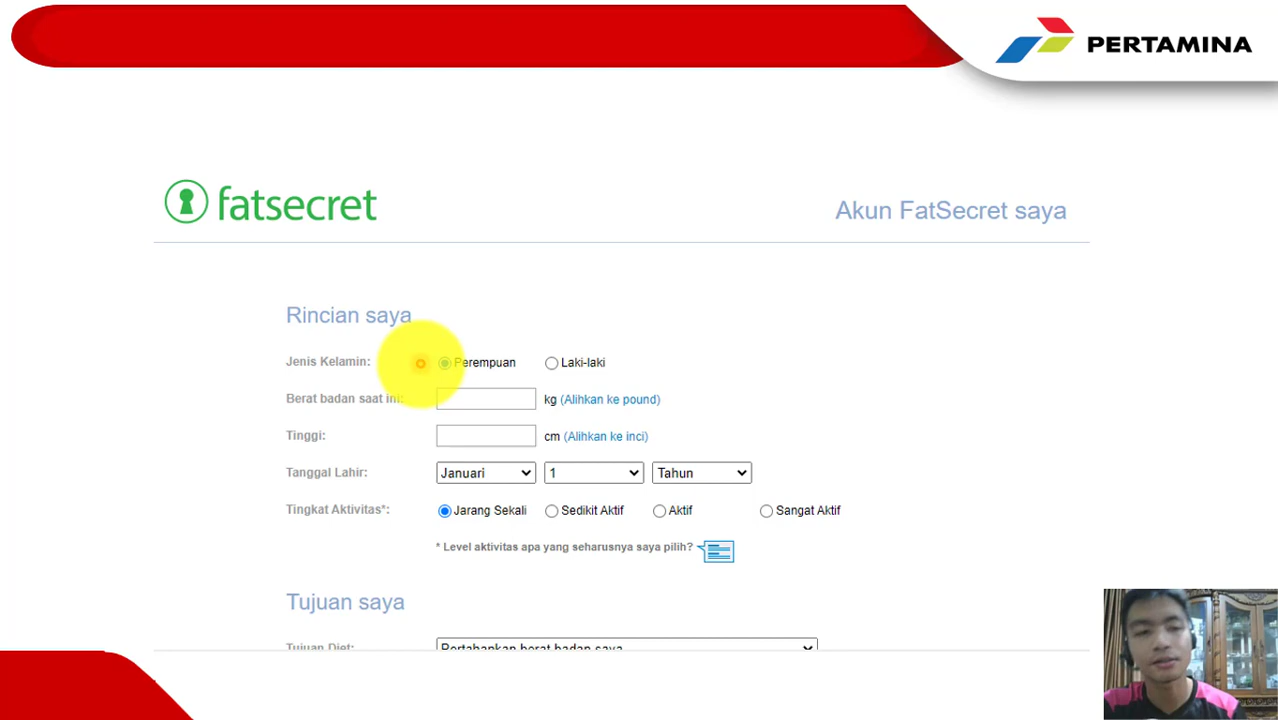 PERTAMINA
fatsecret
Akun FatSecret saya
Rincian saya
Jenis Kelamin: Perempuan Laki-laki
Berat badan saat ini: kg (Alihkan ke pound)
Tinggi: cm (Alihkan ke inci)
Tanggal Lahir: Januari 1 Tahun
Tingkat Aktivitas*: Jarang Sekali Sedikit Aktif Aktif Sangat Aktif
* Level aktivitas apa yang seharusnya saya pilih?
Tujuan saya
Tujuan Diet: Pertahankan berat badan saya